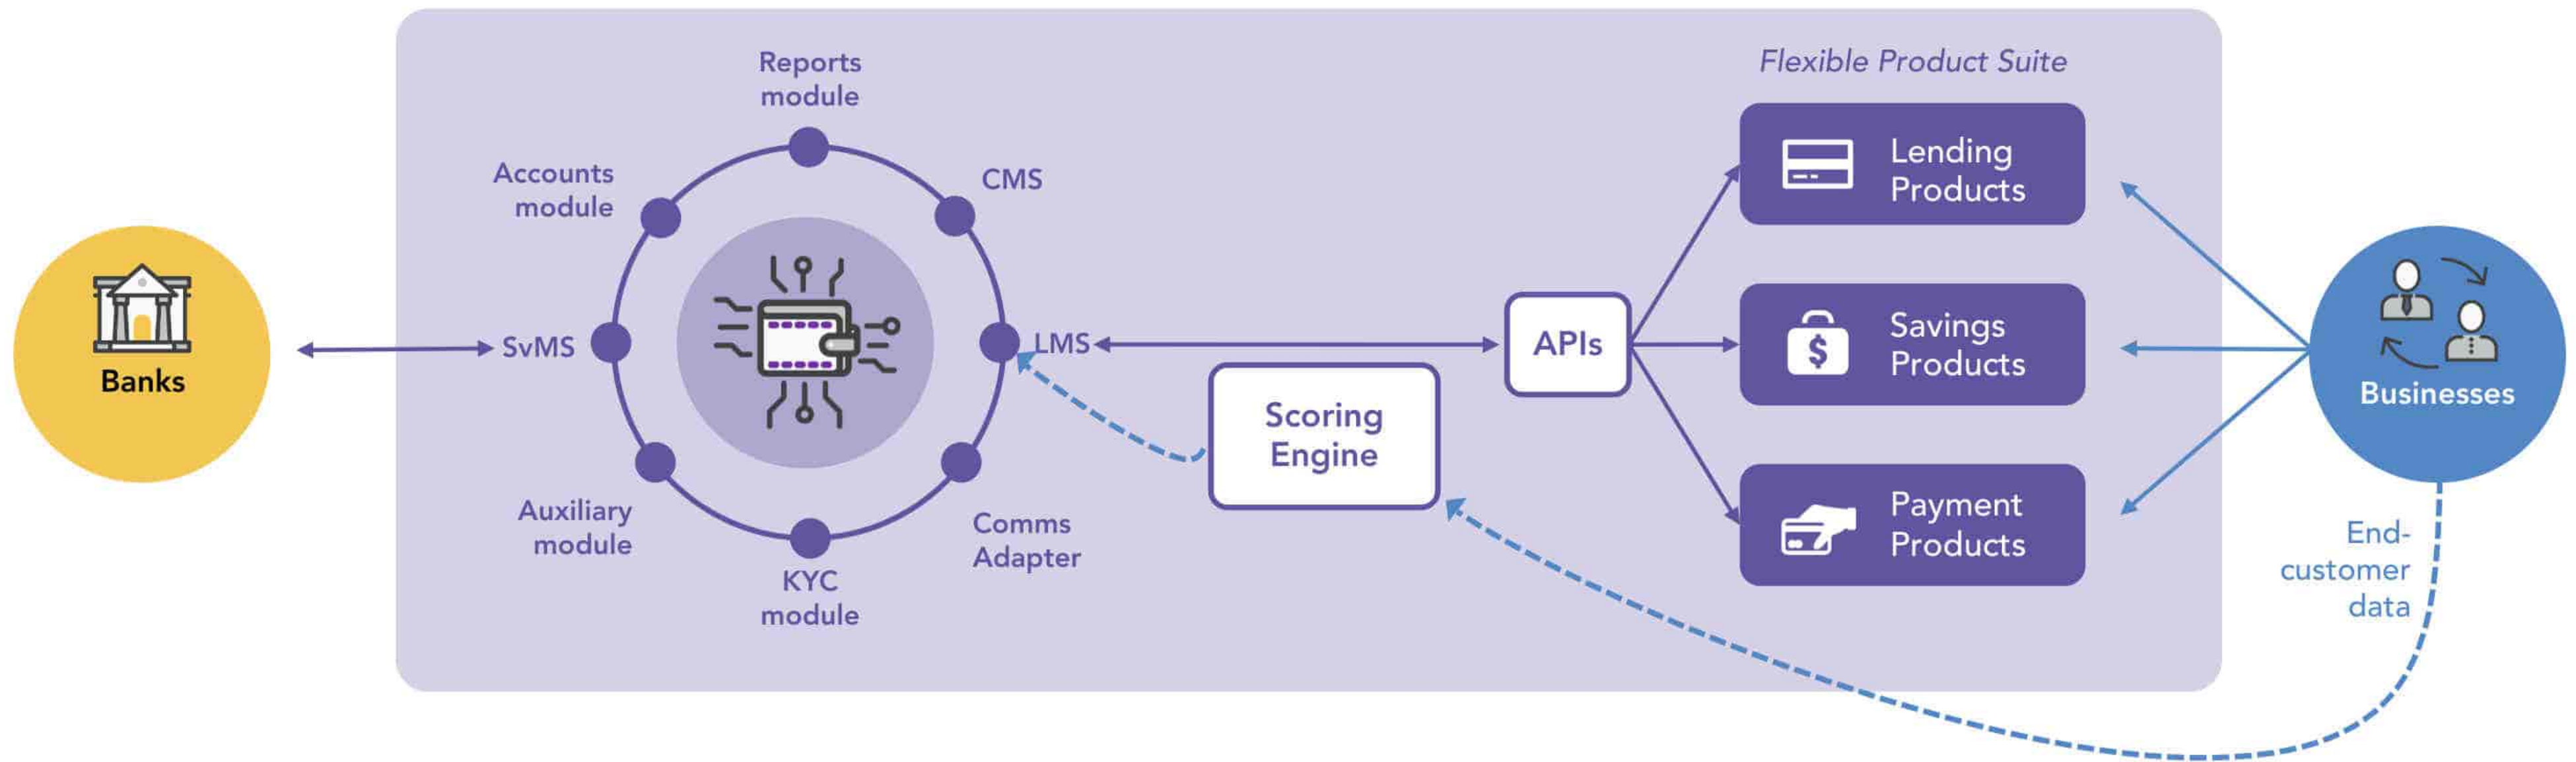 Banks
Reports
module
Accounts
module
CMS
SvMS
LMS
Auxiliary
module
KYC
module
Comms
Adapter
Scoring
Engine
APIs
Flexible Product Suite
Lending
Products
Savings
Products
Payment
Products
Businesses
End-
customer
data